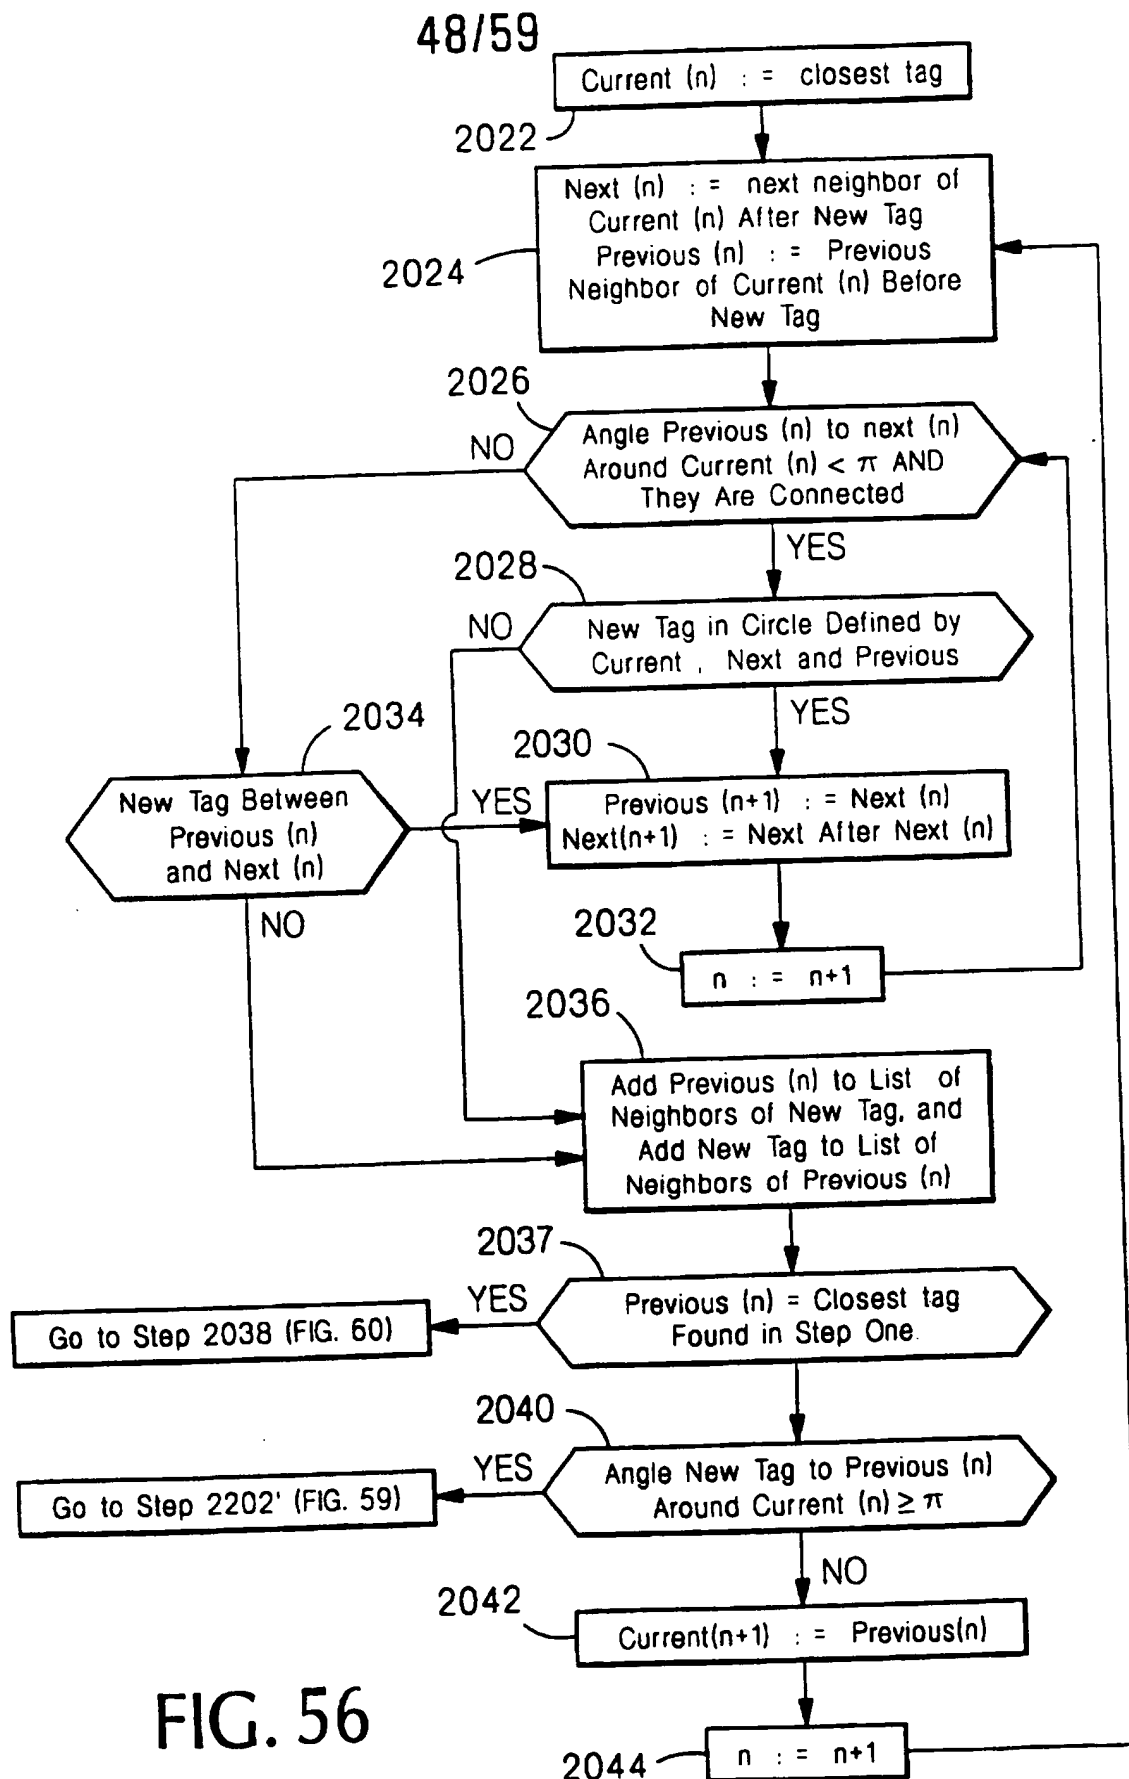 48/59
Current (n) := closest tag
2022
Next (n) := next neighbor of
Current (n) After New Tag
Previous (n) := Previous
Neighbor of Current (n) Before
New Tag
2024
2026
NO
Angle Previous (n) to next (n)
Around Current (n) < π AND
They Are Connected
YES
2028
NO
New Tag in Circle Defined by
Current , Next and Previous
YES
2034
New Tag Between
Previous (n)
and Next (n)
YES
NO
2030
Previous (n+1) := Next (n)
Next(n+1) := Next After Next (n)
2032
n := n+1
2036
Add Previous (n) to List of
Neighbors of New Tag, and
Add New Tag to List of
Neighbors of Previous (n)
2037
YES
Previous (n) = Closest tag
Found in Step One.
Go to Step 2038 (FIG. 60)
2040
YES
Angle New Tag to Previous (n)
Around Current (n) ≥ π
Go to Step 2202' (FIG. 59)
NO
2042
Current(n+1) := Previous(n)
FIG. 56
2044
n := n+1